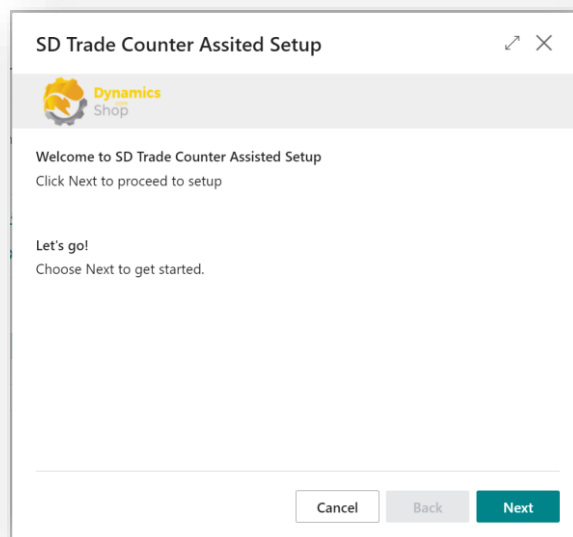 SD Trade Counter Assited Setup
Dynamics
.com
Shop
Welcome to SD Trade Counter Assisted Setup
Click Next to proceed to setup
Let's go!
Choose Next to get started.
Cancel Back Next